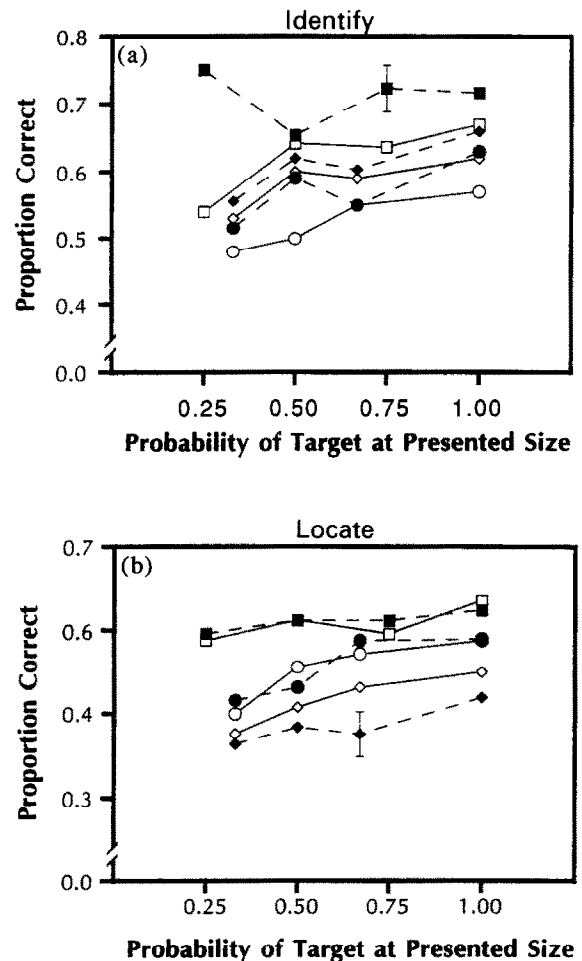 Identify
(a)
0.8
0.7
0.6
0.5
0.4
0.0
Proportion Correct
0.25 0.50 0.75 1.00
Probability of Target at Presented Size
Locate
(b)
0.7
0.6
0.4
0.3
0.0
Proportion Correct
0.25 0.50 0.75 1.00
Probability of Target at Presented Size